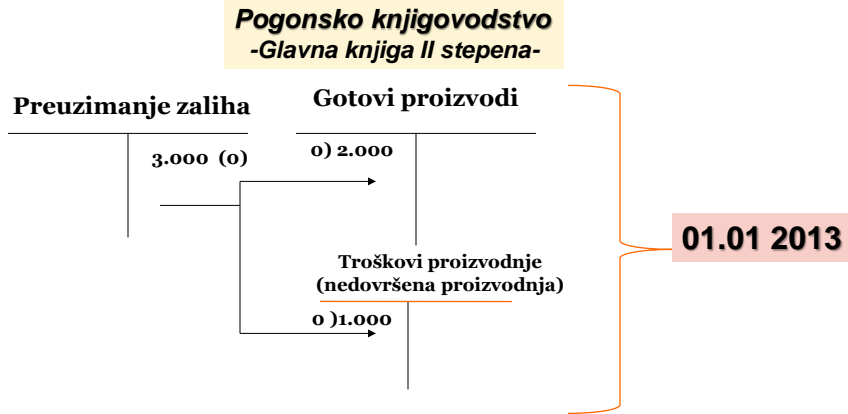 Pogonsko knjigovodstvo
-Glavna knjiga II stepena-
Preuzimanje zaliha
Gotovi proizvodi
3.000 (0)
0) 2.000
01.01 2013
Troškovi proizvodnje
(nedovršena proizvodnja)
0 )1.000